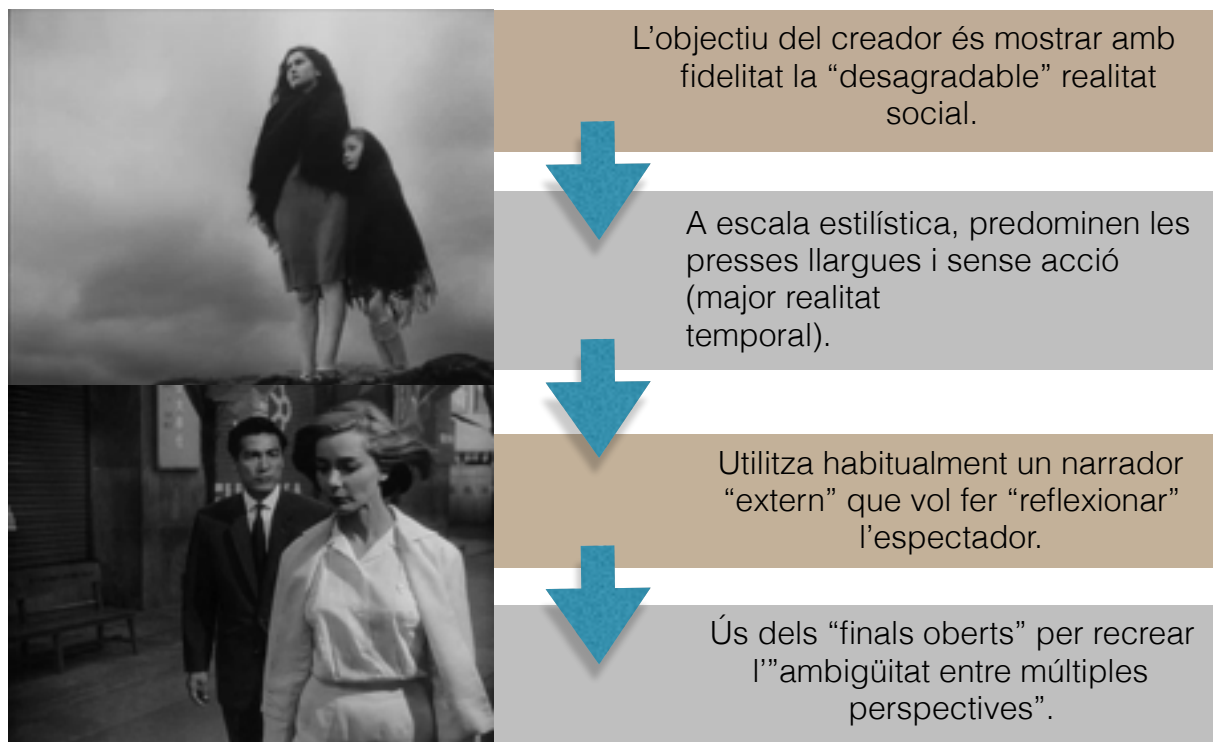 L’objectiu del creador és mostrar amb
fidelitat la “desagradable” realitat
social.
A escala estilística, predominen les
presses llargues i sense acció
(major realitat
temporal).
Utilitza habitualment un narrador
“extern” que vol fer “reflexionar”
l’espectador.
Ús dels “finals oberts” per recrear
l’”ambigüitat entre múltiples
perspectives”.